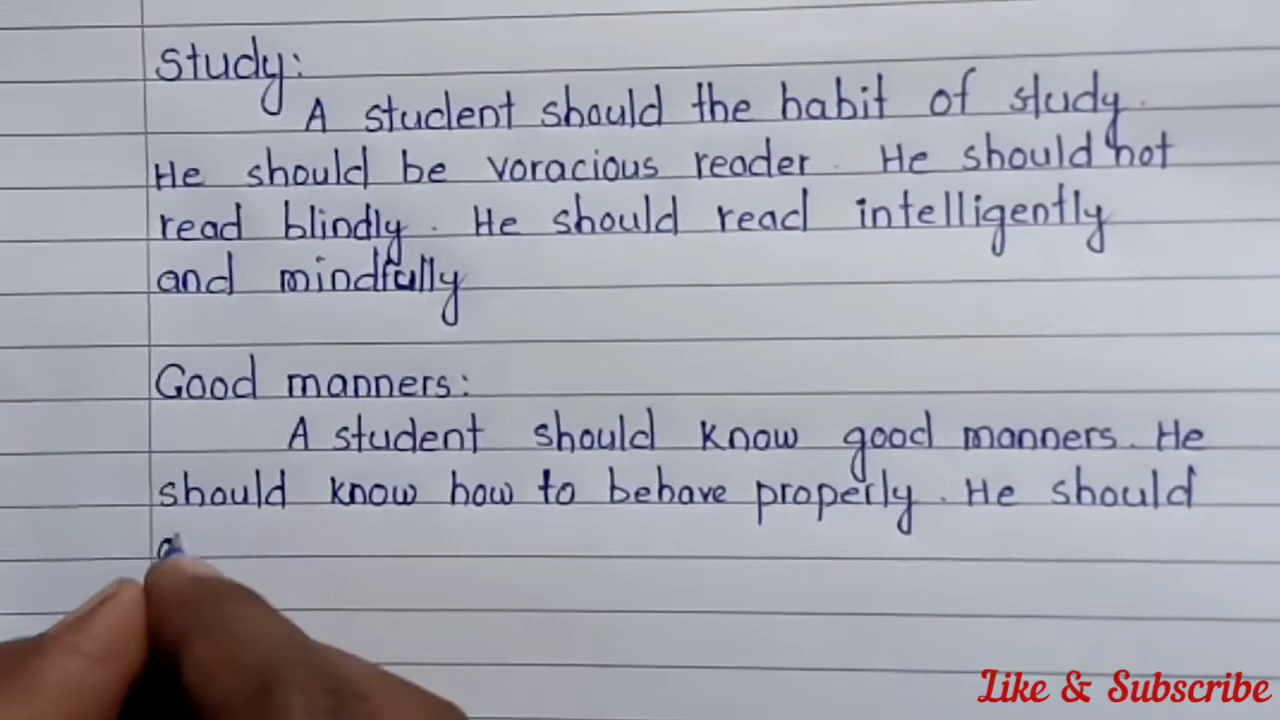 Study:
A student should the habit of study.
He should be voracious reader. He should not
read blindly. He should read intelligently
and mindfully
Good manners:
A student should know good manners. He
should know how to behave properly. He should
Like & Subscribe